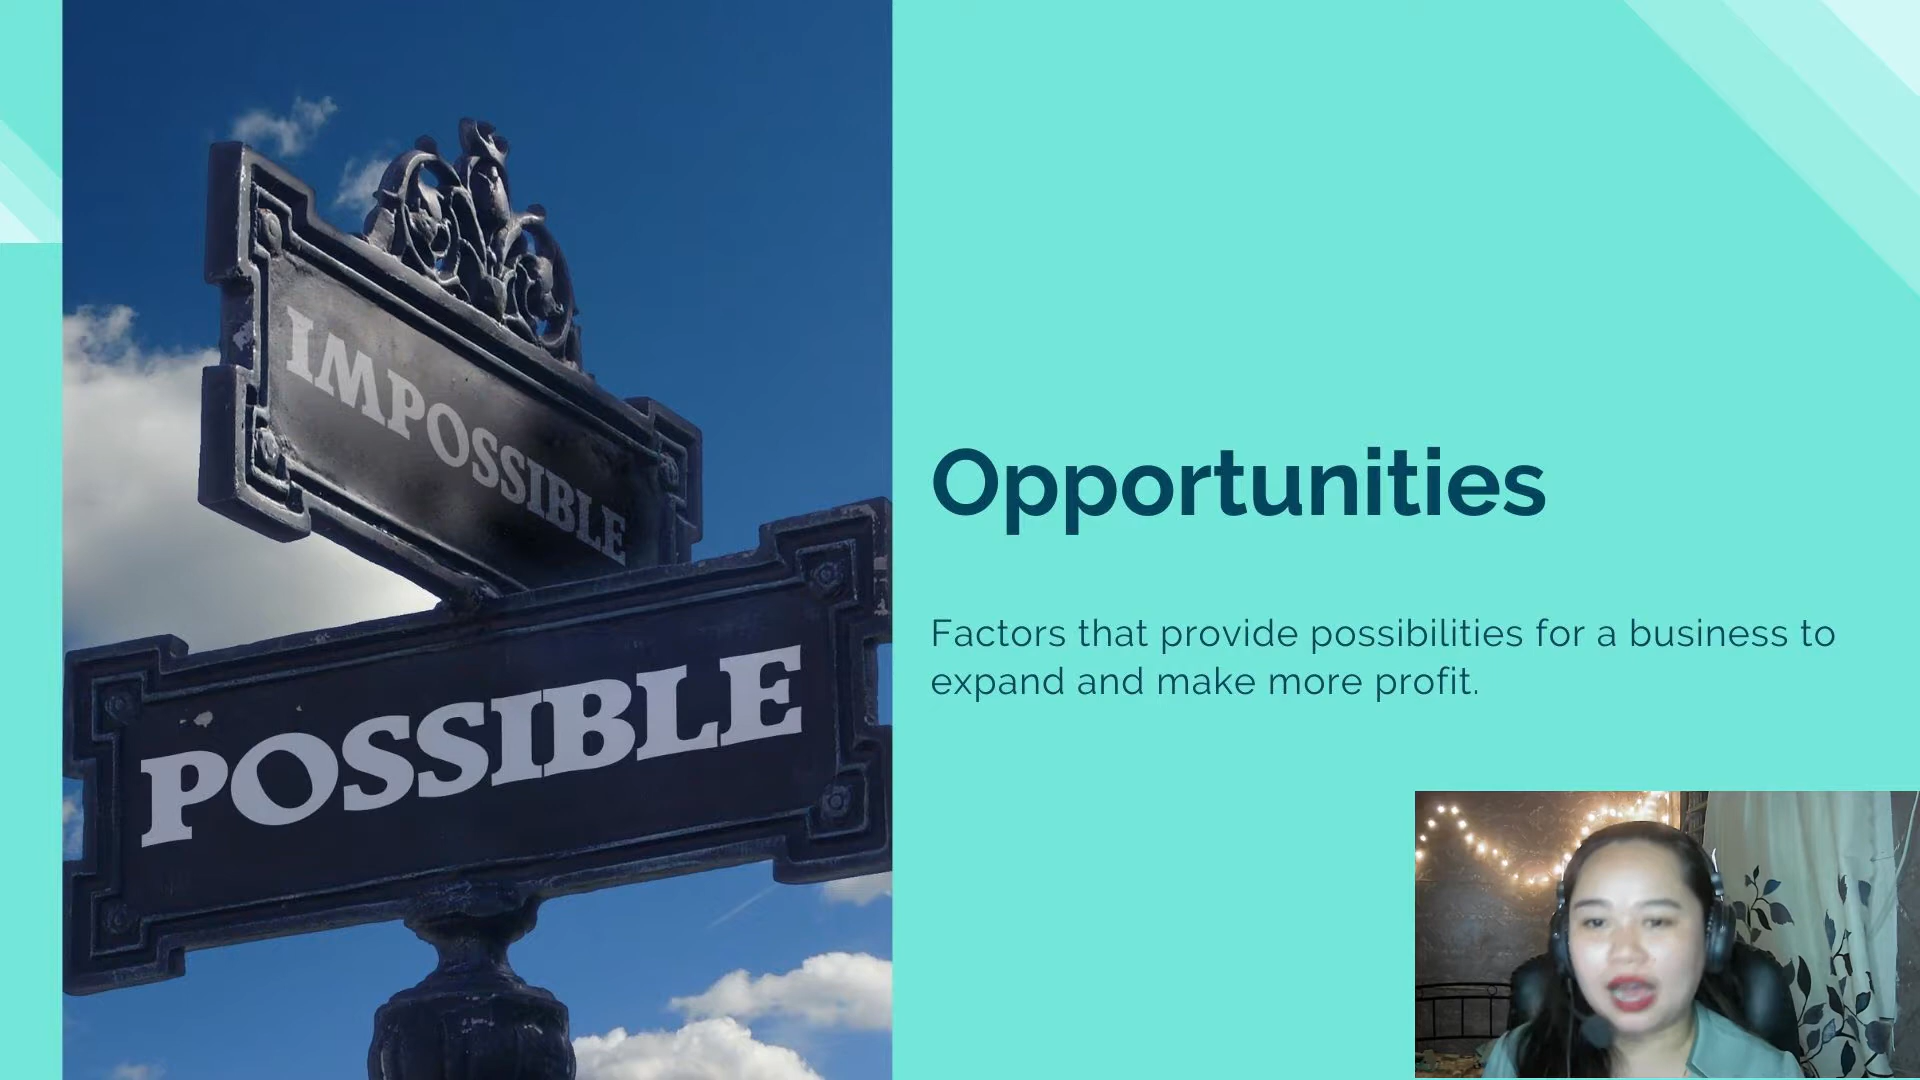 IMPOSSIBLE
POSSIBLE
Opportunities
Factors that provide possibilities for a business to
expand and make more profit.